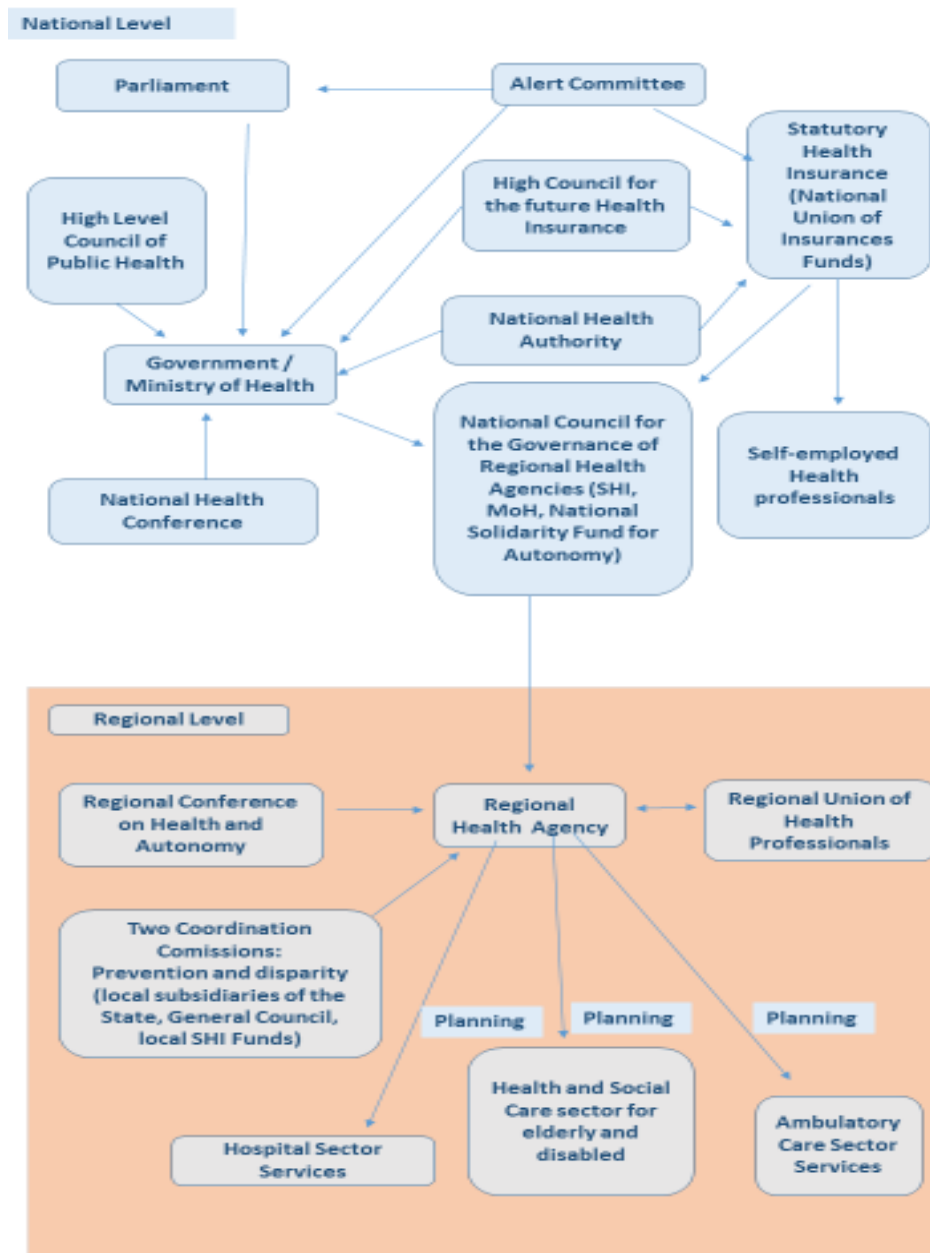 National Level
Parliament
Alert Committee
Statutory
Health
Insurance
(National
Union of
Insurances
Funds)
High Level
Council of
Public Health
High Council for
the future Health
Insurance
National Health
Authority
Government /
Ministry of Health
National Council for
the Governance of
Regional Health
Agencies (SHI,
MoH, National
Solidarity Fund for
Autonomy)
Self-employed
Health
professionals
National Health
Conference
Regional Level
Regional Conference
on Health and
Autonomy
Regional
Health Agency
Regional Union of
Health
Professionals
Two Coordination
Comissions:
Prevention and disparity
(local subsidiaries of the
State, General Council,
local SHI Funds)
Planning
Planning
Planning
Hospital Sector
Services
Health and Social
Care sector for
elderly and
disabled
Ambulatory
Care Sector
Services